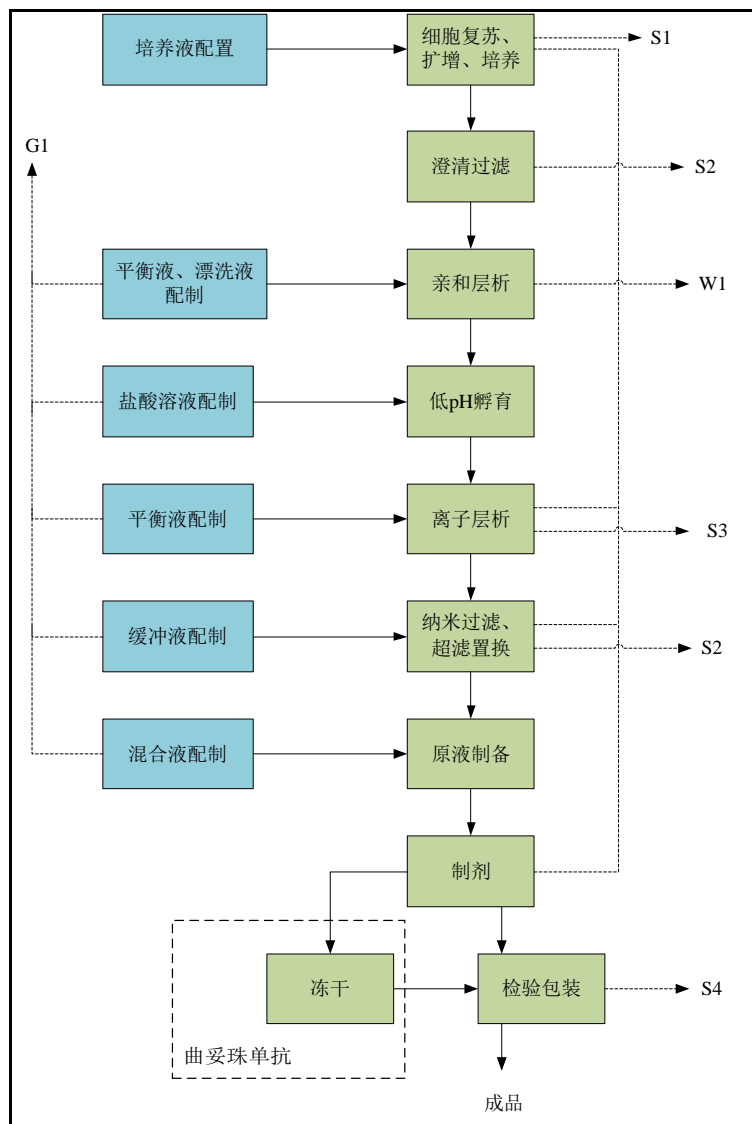 培养液配置
细胞复苏、
扩增、培养
S1
G1
澄清过滤
S2
平衡液、漂洗液
配制
亲和层析
W1
盐酸溶液配制
低pH孵育
平衡液配制
离子层析
S3
缓冲液配制
纳米过滤、
超滤置换
S2
混合液配制
原液制备
制剂
冻干
检验包装
S4
曲妥珠单抗
成品